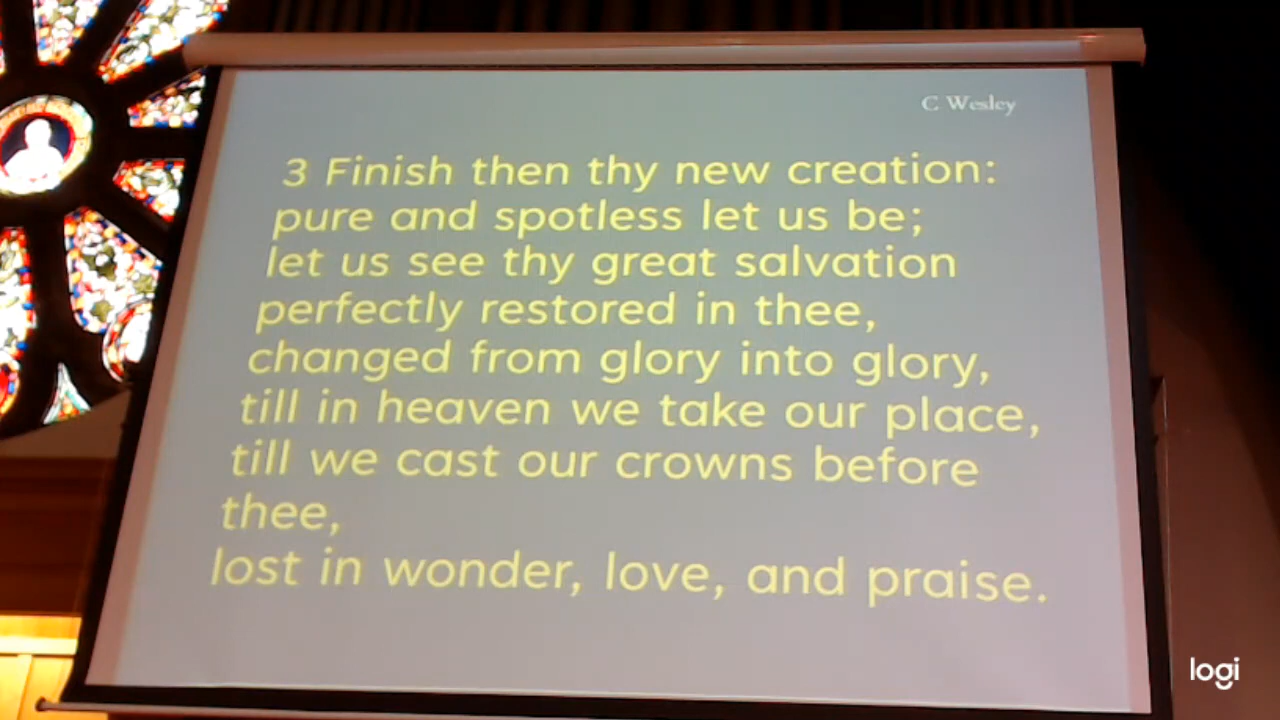 C Wesley
3 Finish then thy new creation:
pure and spotless let us be;
let us see thy great salvation
perfectly restored in thee,
changed from glory into glory,
till in heaven we take our place,
till we cast our crowns before
thee,
lost in wonder, love, and praise.
logi